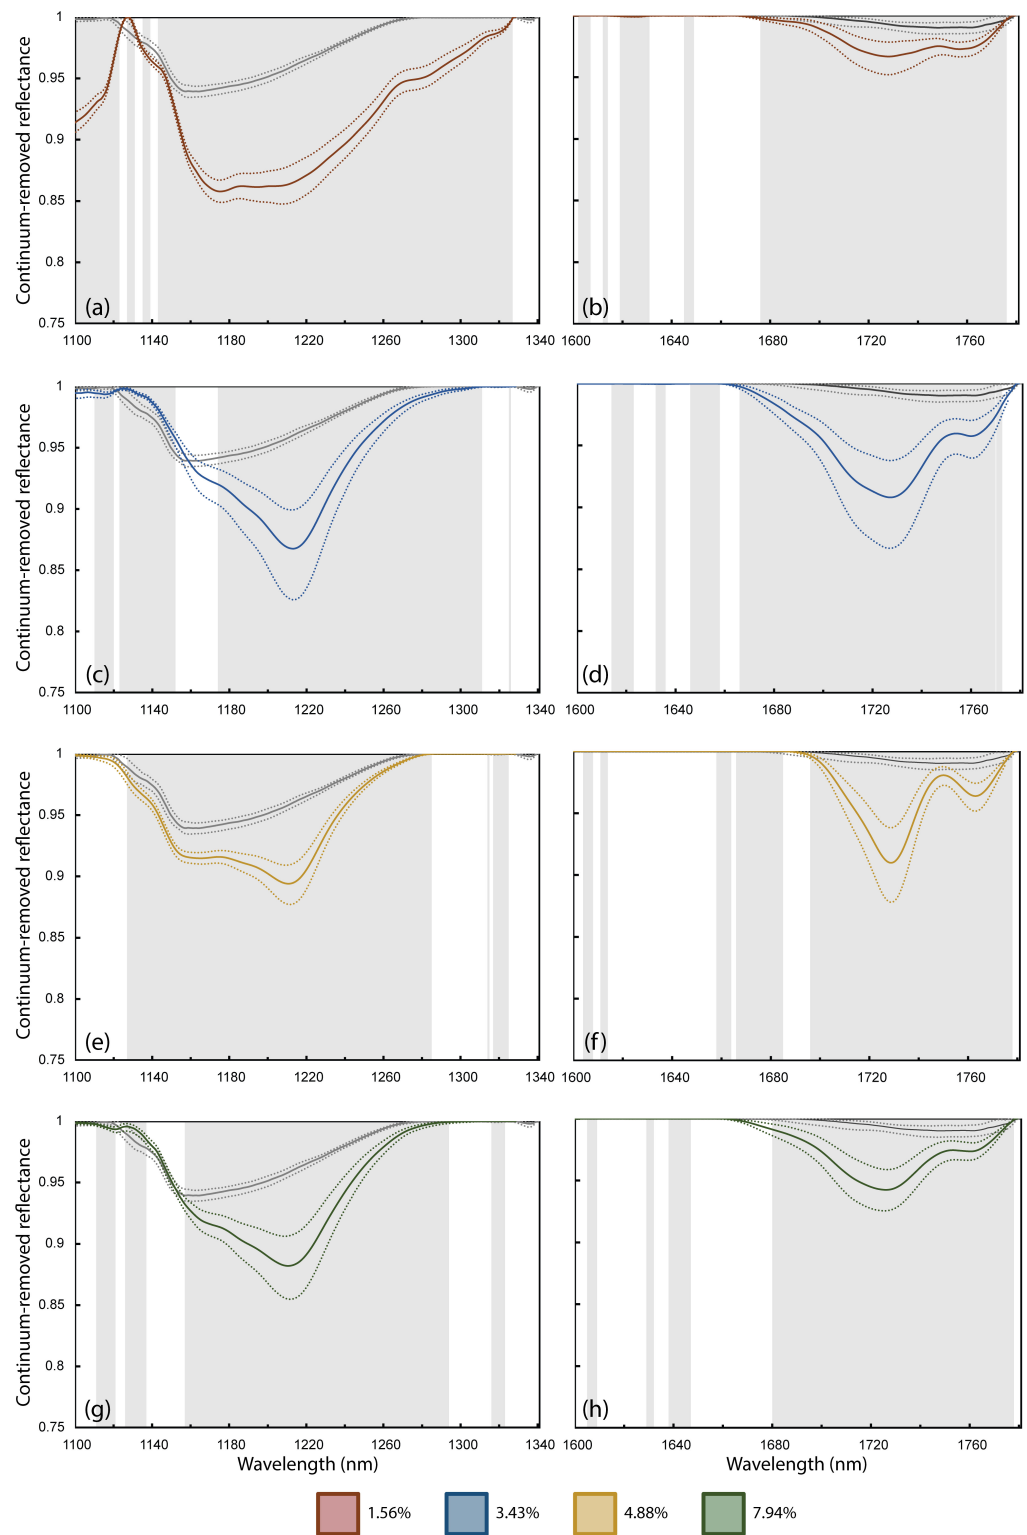 Continuum-removed reflectance
1
0.95
0.9
0.85
0.8
0.75
(a)
1100 1140 1180 1220 1260 1300 1340
(b)
1600 1640 1680 1720 1760
Continuum-removed reflectance
1
0.95
0.9
0.85
0.8
0.75
(c)
1100 1140 1180 1220 1260 1300 1340
(d)
1600 1640 1680 1720 1760
Continuum-removed reflectance
1
0.95
0.9
0.85
0.8
0.75
(e)
1100 1140 1180 1220 1260 1300 1340
(f)
1600 1640 1680 1720 1760
Continuum-removed reflectance
1
0.95
0.9
0.85
0.8
0.75
(g)
1100 1140 1180 1220 1260 1300 1340
Wavelength (nm)
(h)
1600 1640 1680 1720 1760
Wavelength (nm)
1.56% 3.43% 4.88% 7.94%